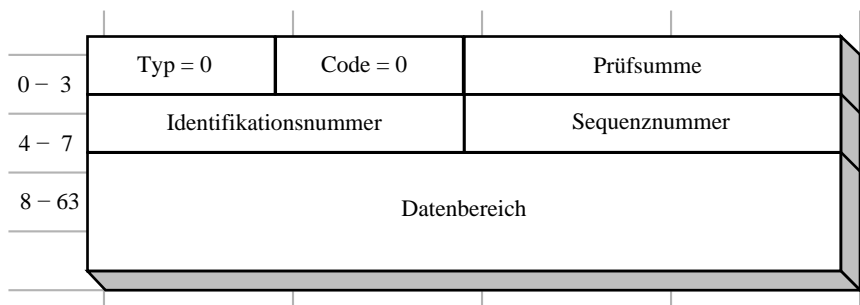 Typ = 0 Code = 0 Prüfsumme
0 − 3
Identifikationsnummer Sequenznummer
4 − 7
8 − 63
Datenbereich